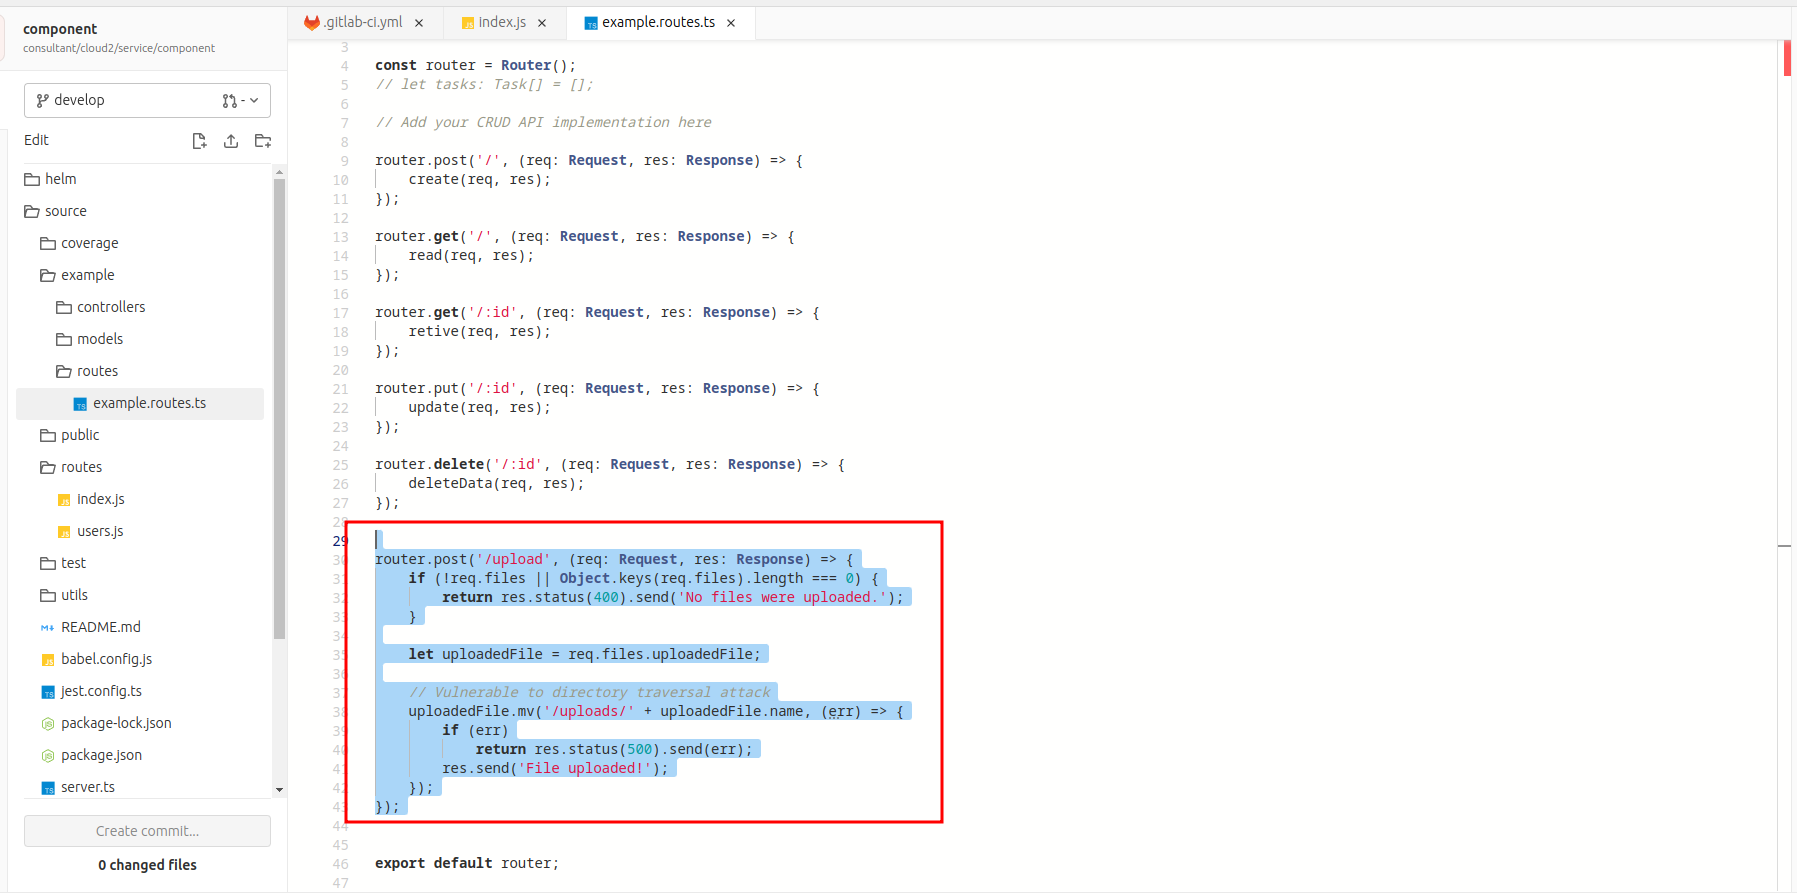 component
consultant/cloud2/service/component
develop
-
Edit
helm
source
coverage
example
controllers
models
routes
example.routes.ts
public
routes
index.js
users.js
test
utils
README.md
babel.config.js
jest.config.ts
package-lock.json
package.json
server.ts
Create commit...
0 changed files
.gitlab-ci.yml ×
index.js ×
example.routes.ts ×
3
4 const router = Router();
5 // let tasks: Task[] = [];
6
7 // Add your CRUD API implementation here
8
9 router.post('/', (req: Request, res: Response) => {
10     create(req, res);
11 });
12
13 router.get('/', (req: Request, res: Response) => {
14     read(req, res);
15 });
16
17 router.get('/:id', (req: Request, res: Response) => {
18     retive(req, res);
19 });
20
21 router.put('/:id', (req: Request, res: Response) => {
22     update(req, res);
23 });
24
25 router.delete('/:id', (req: Request, res: Response) => {
26     deleteData(req, res);
27 });
28
29
30 router.post('/upload', (req: Request, res: Response) => {
31     if (!req.files || Object.keys(req.files).length === 0) {
32         return res.status(400).send('No files were uploaded.');
33     }
34
35     let uploadedFile = req.files.uploadedFile;
36
37     // Vulnerable to directory traversal attack
38     uploadedFile.mv('/uploads/' + uploadedFile.name, (err) => {
39         if (err)
40             return res.status(500).send(err);
41         res.send('File uploaded!');
42     });
43 });
44
45
46 export default router;
47